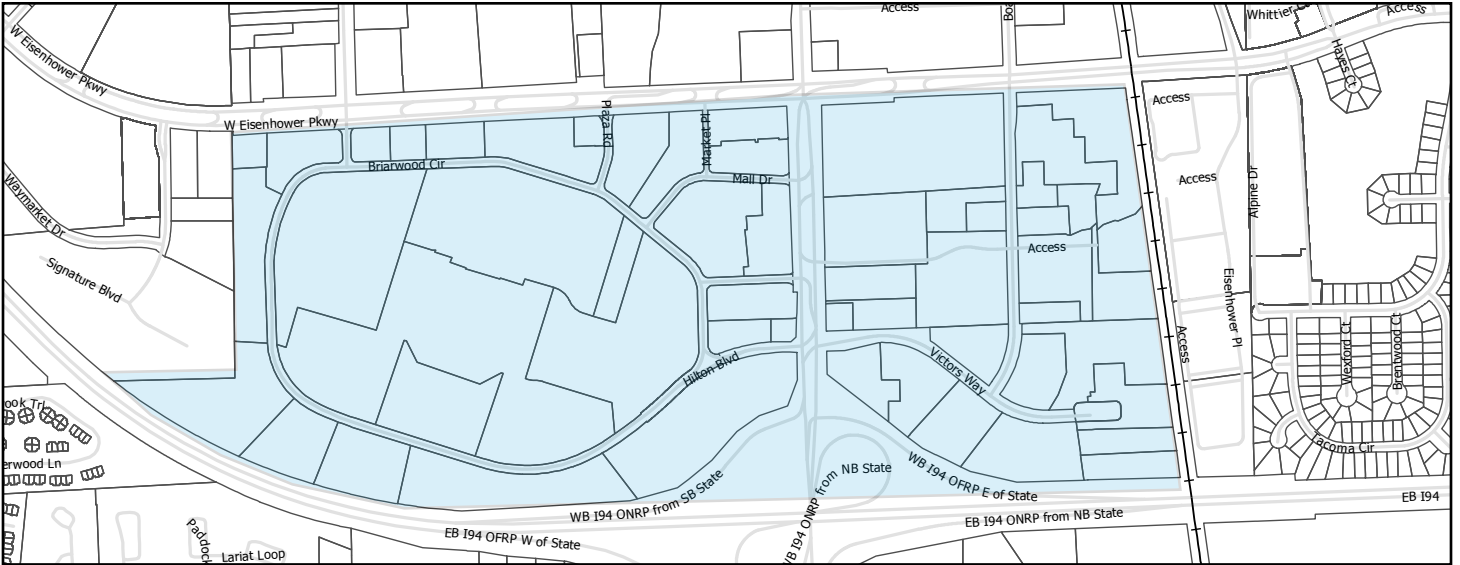 Access
Whittier
Access
W Eisenhower Pkwy
Hayes Ct
Access
W Eisenhower Pkwy
Plaza Rd
Market Pl
Briarwood Cir
Mall Dr
Access
Alpine Dr
Waymarket Dr
Access
Signature Blvd
Eisenhower Pl
Access
Wexford Ct
Brentwood Ct
Hilton Blvd
Victors Way
ook Trl
Tacoma Cir
erwood Ln
NB State
WB I94 OFRP E of State
WB I94 ONRP from SB State
B I94 ONRP from
EB I94
EB I94 ONRP from NB State
EB I94 OFRP W of State
Paddock
Lariat Loop